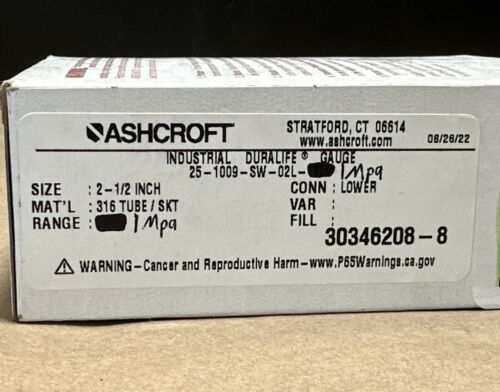 ASHCROFT
STRATFORD, CT 06614
www.ashcroft.com
06/26/22
INDUSTRIAL DURALIFE® GAUGE
25-1009-SW-02L- 1Mpa
SIZE : 2-1/2 INCH
CONN : LOWER
MAT'L : 316 TUBE / SKT
VAR :
RANGE : 1Mpa
FILL :
30346208-8
⚠ WARNING-Cancer and Reproductive Harm-www.P65Warnings.ca.gov